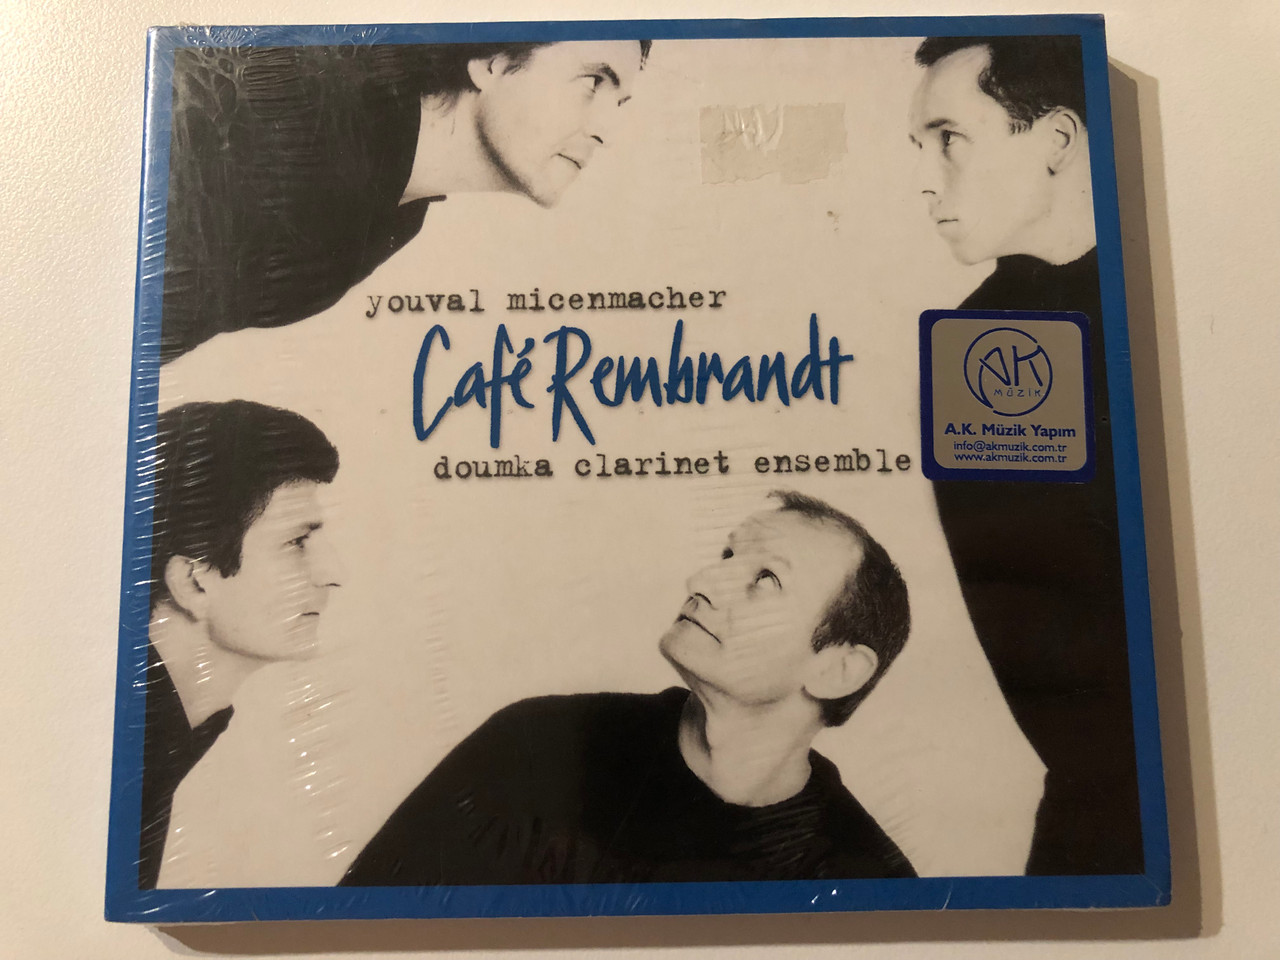 youval micenmacher
Café Rembrandt
doumka clarinet ensemble
AK
MÜZİK
A.K. Müzik Yapım
info@akmuzik.com.tr
www.akmuzik.com.tr